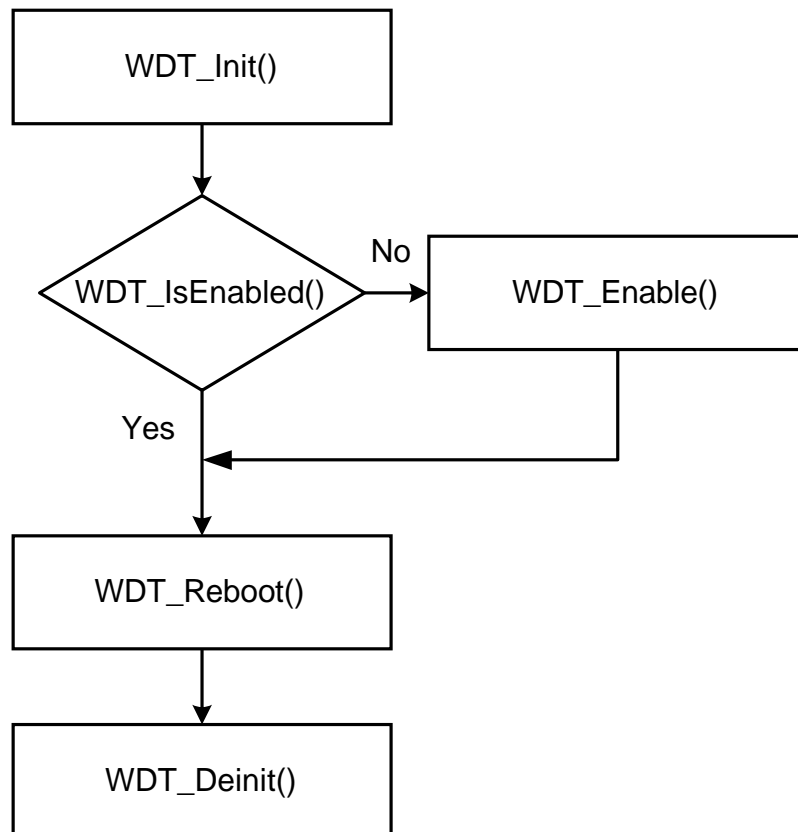 WDT_Init()
WDT_IsEnabled()
No
WDT_Enable()
Yes
WDT_Reboot()
WDT_Deinit()